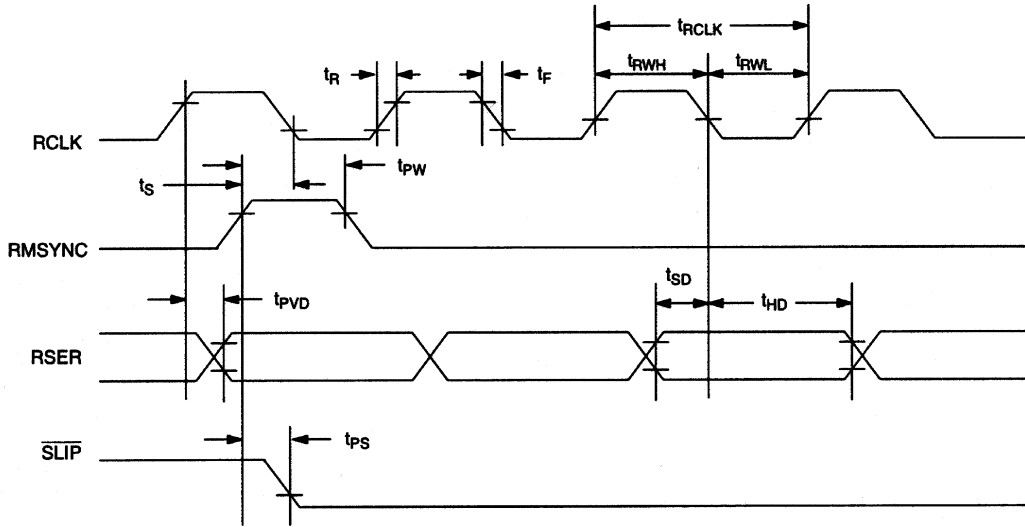 tRCLK
tR
tF
tRWH
tRWL
RCLK
tPW
tS
RMSYNC
tSD
tPVD
tHD
RSER
SLIP
tPS